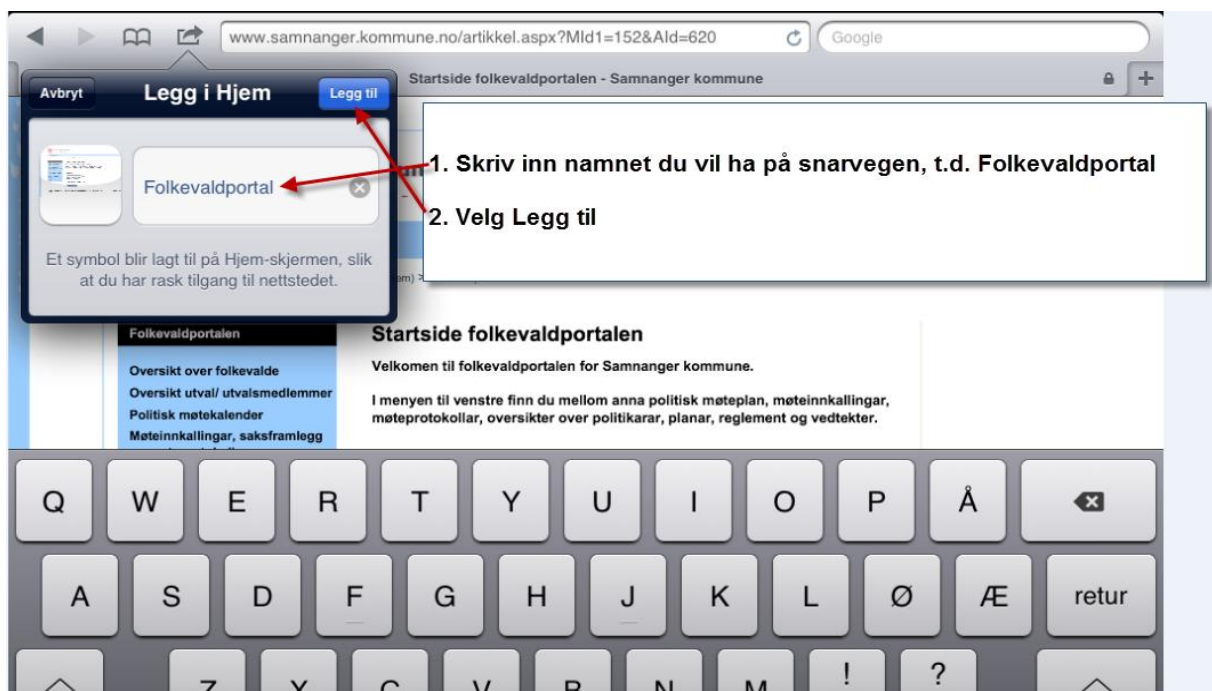 www.samnanger.kommune.no/artikkel.aspx?MId1=152&AId=620
Google
Startside folkevaldportalen - Samnanger kommune
Avbryt
Legg i Hjem
Legg til
Folkevaldportal
Et symbol blir lagt til på Hjem-skjermen, slik
at du har rask tilgang til nettstedet.
1. Skriv inn namnet du vil ha på snarvegen, t.d. Folkevaldportal
2. Velg Legg til
Folkevaldportalen
Oversikt over folkevalde
Oversikt utval/ utvalsmedlemmer
Politisk møtekalender
Møteinnkallingar, saksframlegg
Startside folkevaldportalen
Velkomen til folkevaldportalen for Samnanger kommune.
I menyen til venstre finn du mellom anna politisk møteplan, møteinnkallingar,
møteprotokollar, oversikter over politikarar, planar, reglement og vedtekter.
Q W E R T Y U I O P Å
A S D F G H J K L Ø Æ retur
Z X C V B N M ! ?